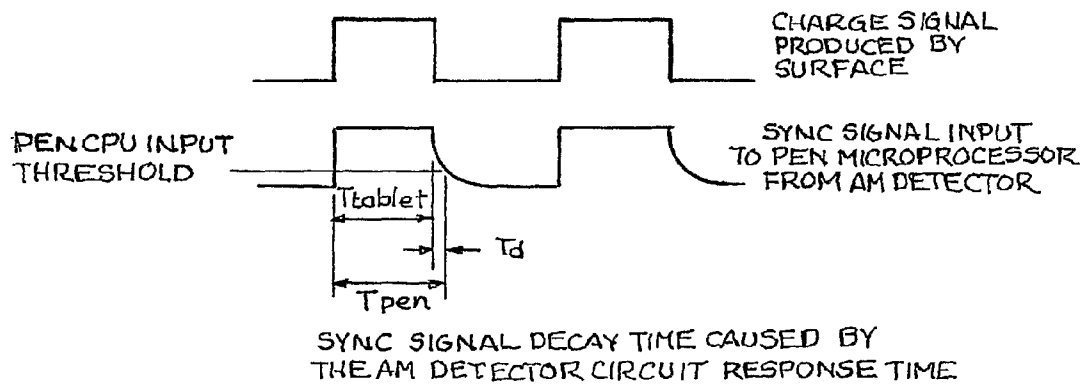 CHARGE SIGNAL
PRODUCED BY
SURFACE
PEN CPU INPUT
THRESHOLD
SYNC SIGNAL INPUT
TO PEN MICROPROCESSOR
FROM AM DETECTOR
Ttablet
Td
Tpen
SYNC SIGNAL DECAY TIME CAUSED BY
THE AM DETECTOR CIRCUIT RESPONSE TIME